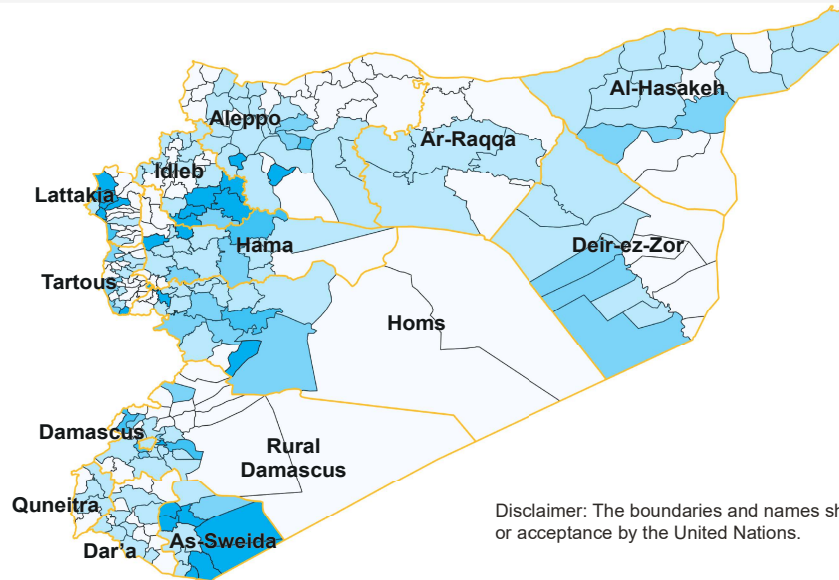 Al-Hasakeh
Aleppo
Ar-Raqqa
Idleb
Lattakia
Hama
Deir-ez-Zor
Tartous
Homs
Damascus
Rural
Damascus
Quneitra
As-Sweida
Dar'a
Disclaimer: The boundaries and names
or acceptance by the United Nations.